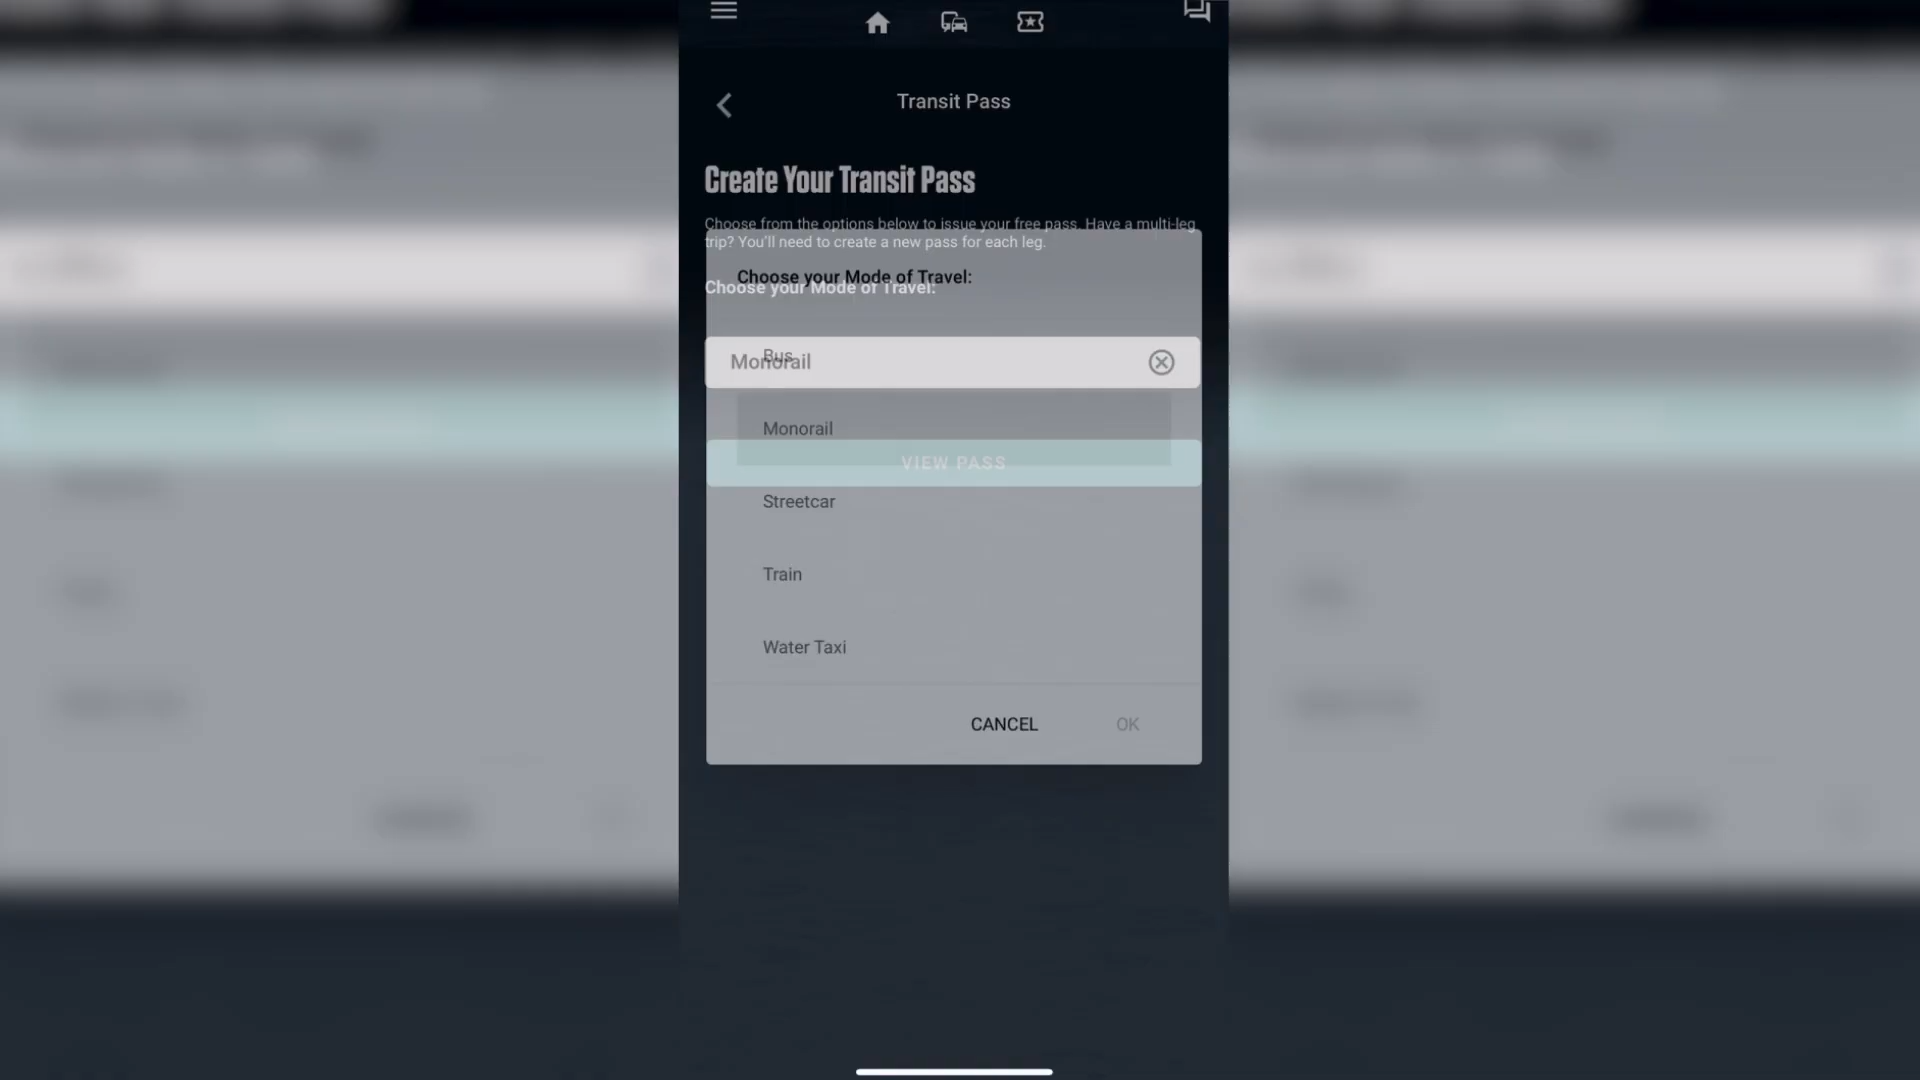 Transit Pass
Create Your Transit Pass
Choose from the options below to issue your free pass. Have a multi-leg
trip? You'll need to create a new pass for each leg.
Choose your Mode of Travel:
Choose your Mode of Travel:
Bus
Monorail
Monorail
VIEW PASS
Streetcar
Train
Water Taxi
CANCEL OK